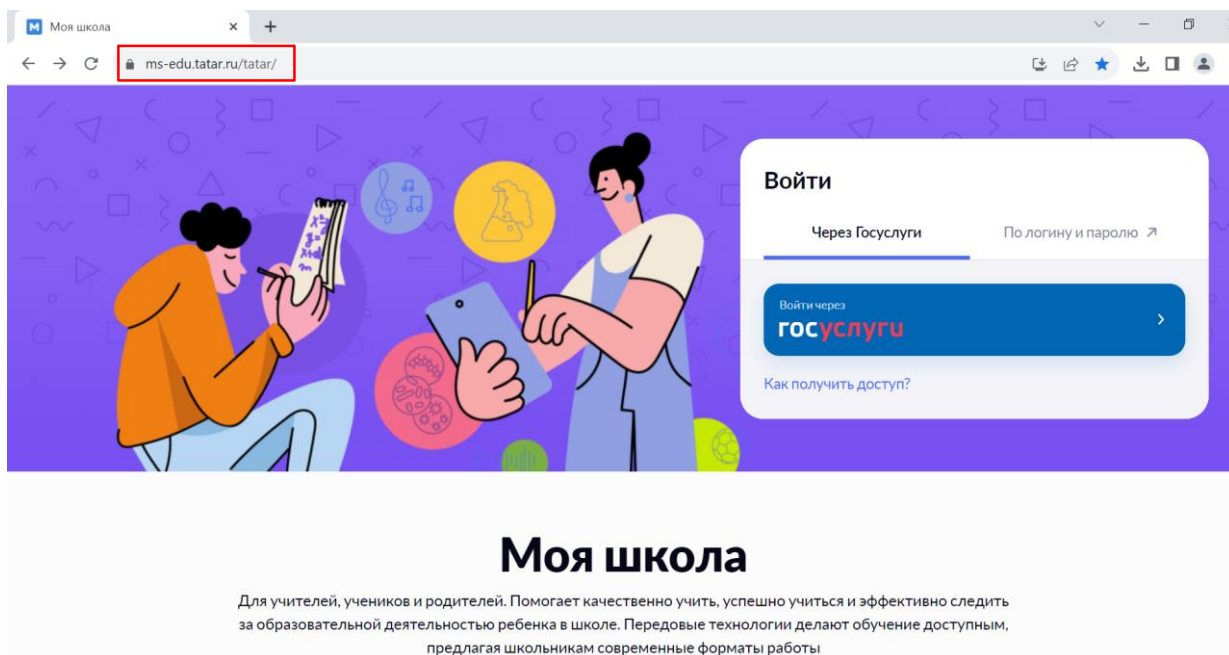 Моя школа
ms-edu.tatar.ru/tatar/
Войти
Через Госуслуги
По логину и паролю
Войти через
госуслуги
Как получить доступ?
Моя школа
Для учителей, учеников и родителей. Помогает качественно учить, успешно учиться и эффективно следить
за образовательной деятельностью ребенка в школе. Передовые технологии делают обучение доступным,
предлагая школьникам современные форматы работы